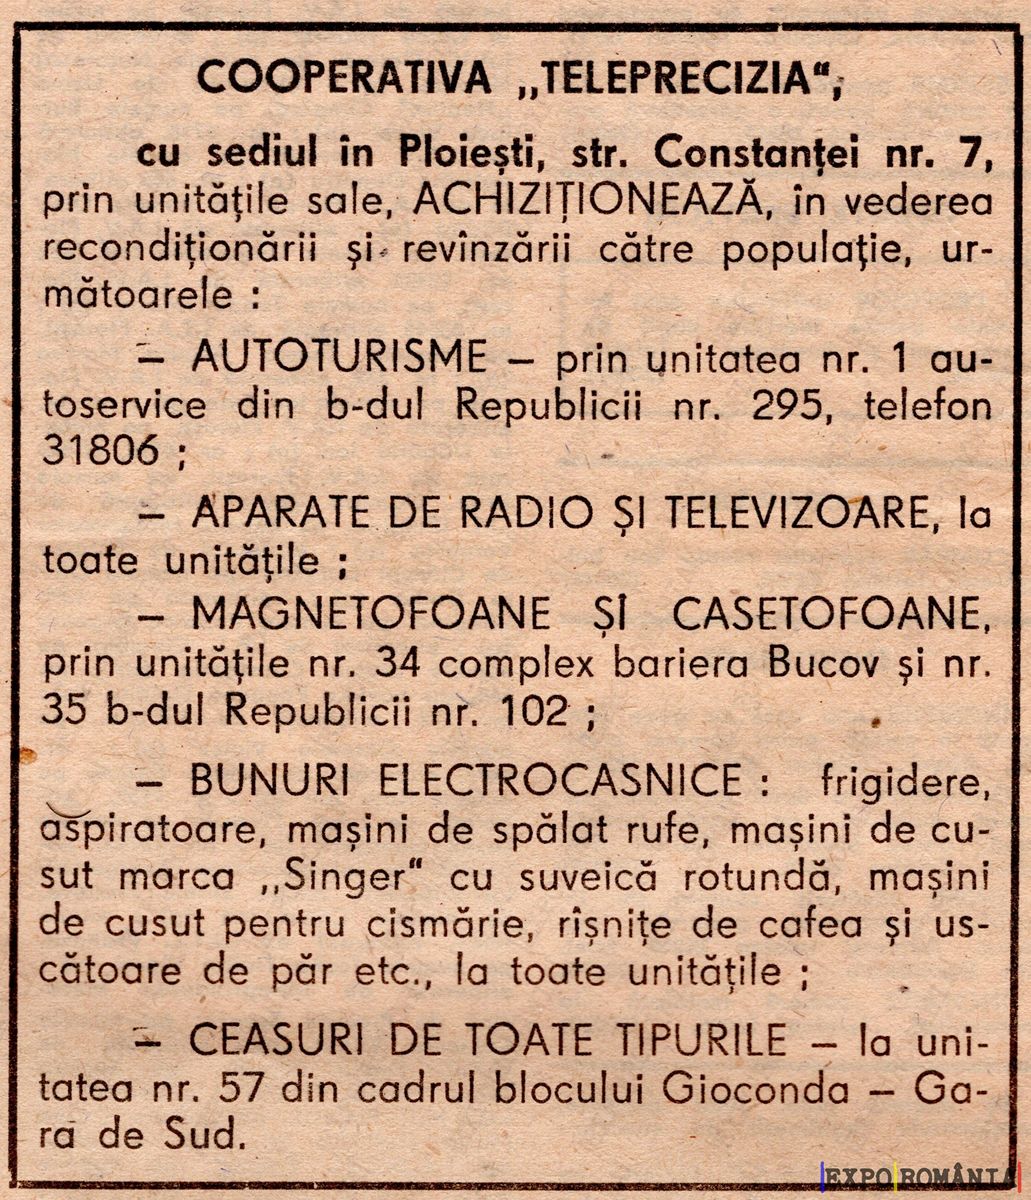 COOPERATIVA „TELEPRECIZIA“,
cu sediul în Ploiești, str. Constanței nr. 7,
prin unitățile sale, ACHIZIȚIONEAZĂ, în vederea
recondiționării și revînzării către populație, ur-
mătoarele :
— AUTOTURISME — prin unitatea nr. 1 au-
toservice din b-dul Republicii nr. 295, telefon
31806 ;
— APARATE DE RADIO ȘI TELEVIZOARE, la
toate unitățile ;
— MAGNETOFOANE ȘI CASETOFOANE,
prin unitățile nr. 34 complex bariera Bucov și nr.
35 b-dul Republicii nr. 102 ;
— BUNURI ELECTROCASNICE : frigidere,
aspiratoare, mașini de spălat rufe, mașini de cu-
sut marca „Singer“ cu suveică rotundă, mașini
de cusut pentru cismărie, rîșnițe de cafea și us-
cătoare de păr etc., la toate unitățile ;
— CEASURI DE TOATE TIPURILE — la uni-
tatea nr. 57 din cadrul blocului Gioconda — Ga-
ra de Sud.
EXPO ROMÂNIA